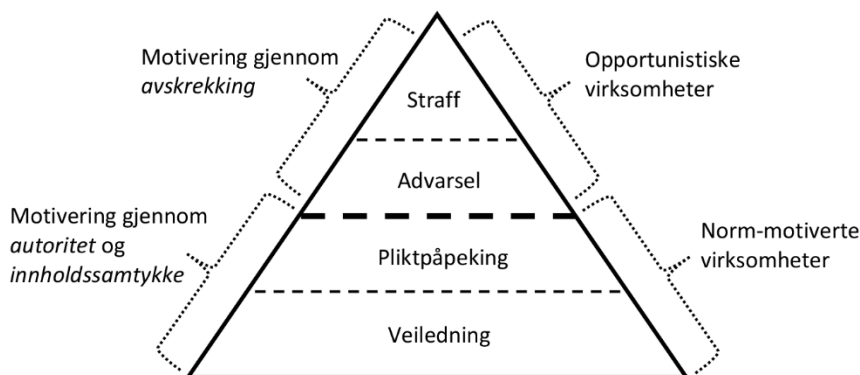 Motivering gjennom
avskrekking
Opportunistiske
virksomheter
Straff
Advarsel
Motivering gjennom
autoritet og
innholdssamtykke
Norm-motiverte
virksomheter
Pliktpåpeking
Veiledning